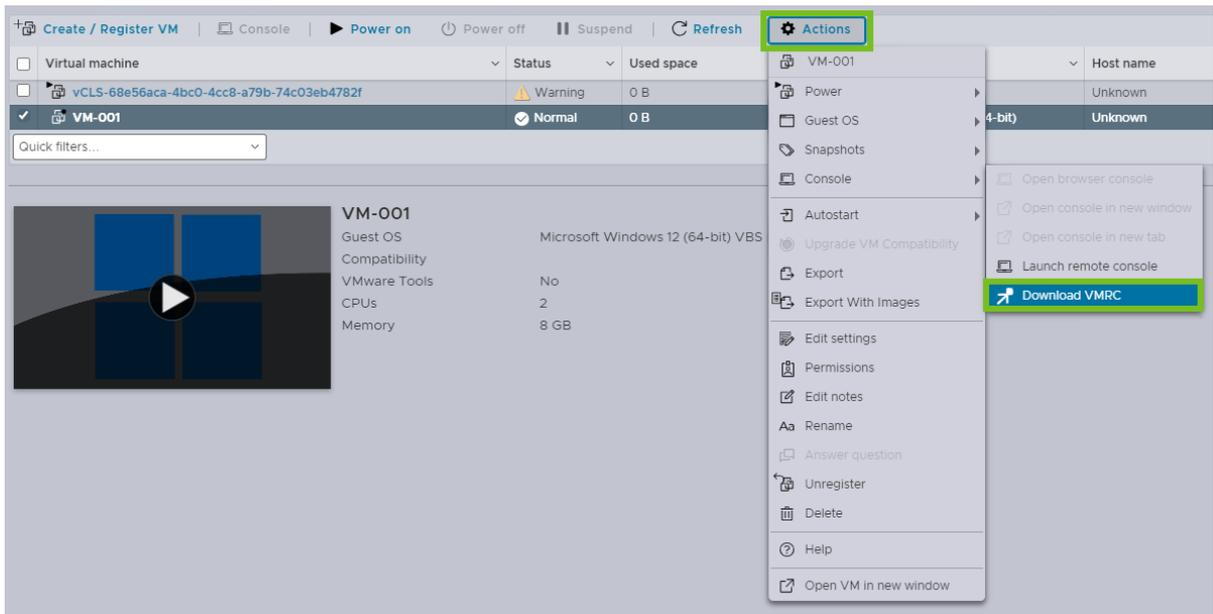 Create / Register VM | Console | Power on Power off Suspend | Refresh Actions
Virtual machine Status Used space Host name
vCLS-68e56aca-4bc0-4cc8-a79b-74c03eb4782f Warning 0 B Unknown
VM-001 Normal 0 B 4-bit) Unknown
Quick filters...
VM-001
Guest OS Microsoft Windows 12 (64-bit) VBS
Compatibility
VMware Tools No
CPUs 2
Memory 8 GB
VM-001
Power
Guest OS
Snapshots
Console
Autostart
Upgrade VM Compatibility
Export
Export With Images
Edit settings
Permissions
Edit notes
Aa Rename
Answer question
Unregister
Delete
Help
Open VM in new window
Open browser console
Open console in new window
Open console in new tab
Launch remote console
Download VMRC